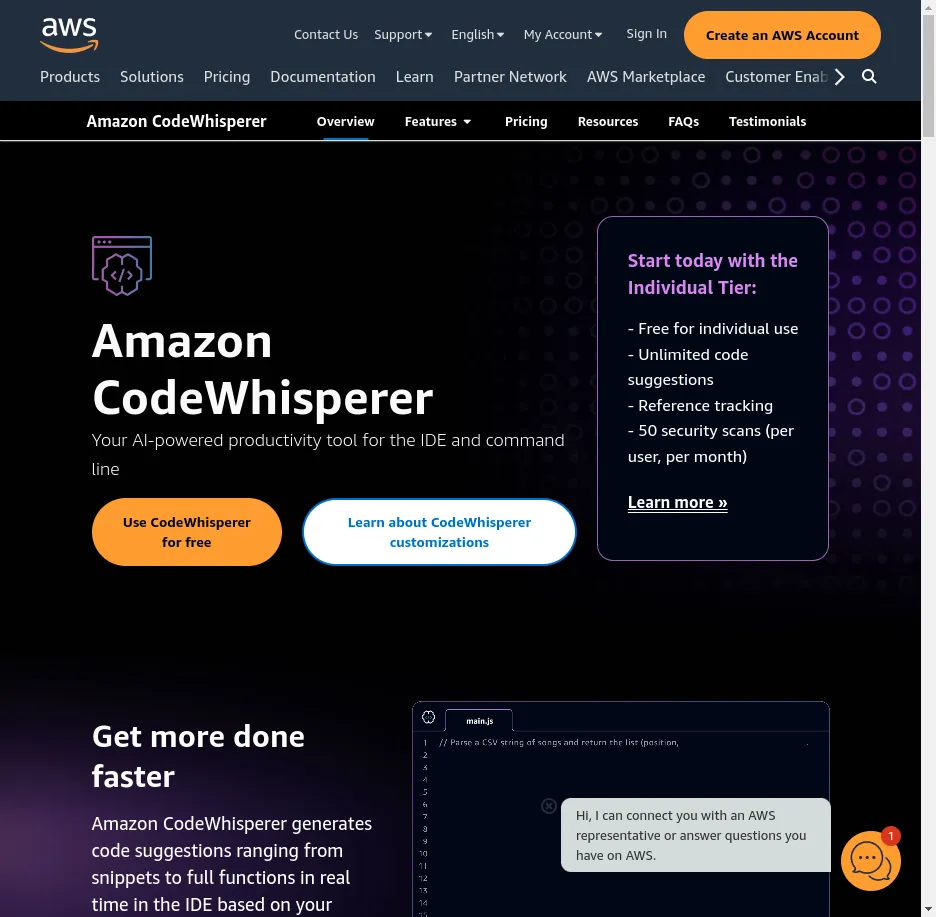 aws
Contact Us Support English My Account Sign In Create an AWS Account
Products Solutions Pricing Documentation Learn Partner Network AWS Marketplace Customer Enab
Amazon CodeWhisperer Overview Features Pricing Resources FAQs Testimonials
Amazon
CodeWhisperer
Your AI-powered productivity tool for the IDE and command
line
Use CodeWhisperer
for free
Learn about CodeWhisperer
customizations
Start today with the
Individual Tier:
- Free for individual use
- Unlimited code
suggestions
- Reference tracking
- 50 security scans (per
user, per month)
Learn more »
Get more done
faster
Amazon CodeWhisperer generates
code suggestions ranging from
snippets to full functions in real
time in the IDE based on your
main.js
1 // Parse a CSV string of songs and return the list (position,
2
3
4
5
6
7
8
9
10
11
12
13
14
15
Hi, I can connect you with an AWS
representative or answer questions you
have on AWS.
1